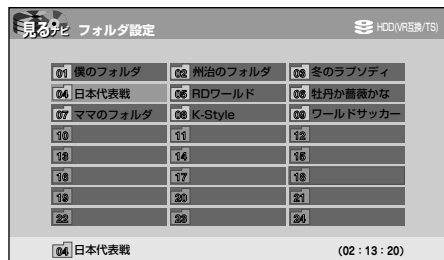 見るナビ フォルダ設定 HDD(VR互換/TS)
01 僕のフォルダ 02 州治のフォルダ 03 冬のラプソディ
04 日本代表戦 05 RDワールド 06 牡丹か薔薇かな
07 ママのフォルダ 08 K-Style 09 ワールドサッカー
10 11 12
13 14 15
16 17 18
19 20 21
22 23 24
04 日本代表戦 (02:13:20)